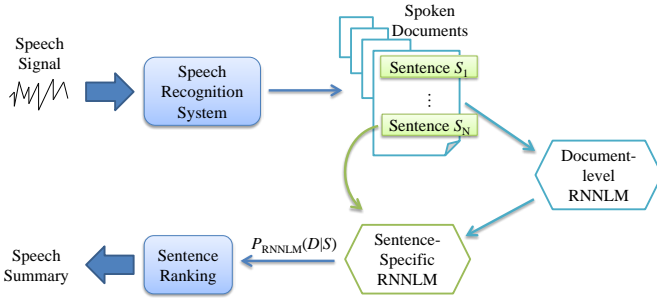 Speech
Signal
Speech
Recognition
System
Spoken
Documents
Sentence S1
⋮
Sentence SN
Document-
level
RNNLM
Sentence-
Specific
RNNLM
PRNNLM(D|S)
Sentence
Ranking
Speech
Summary